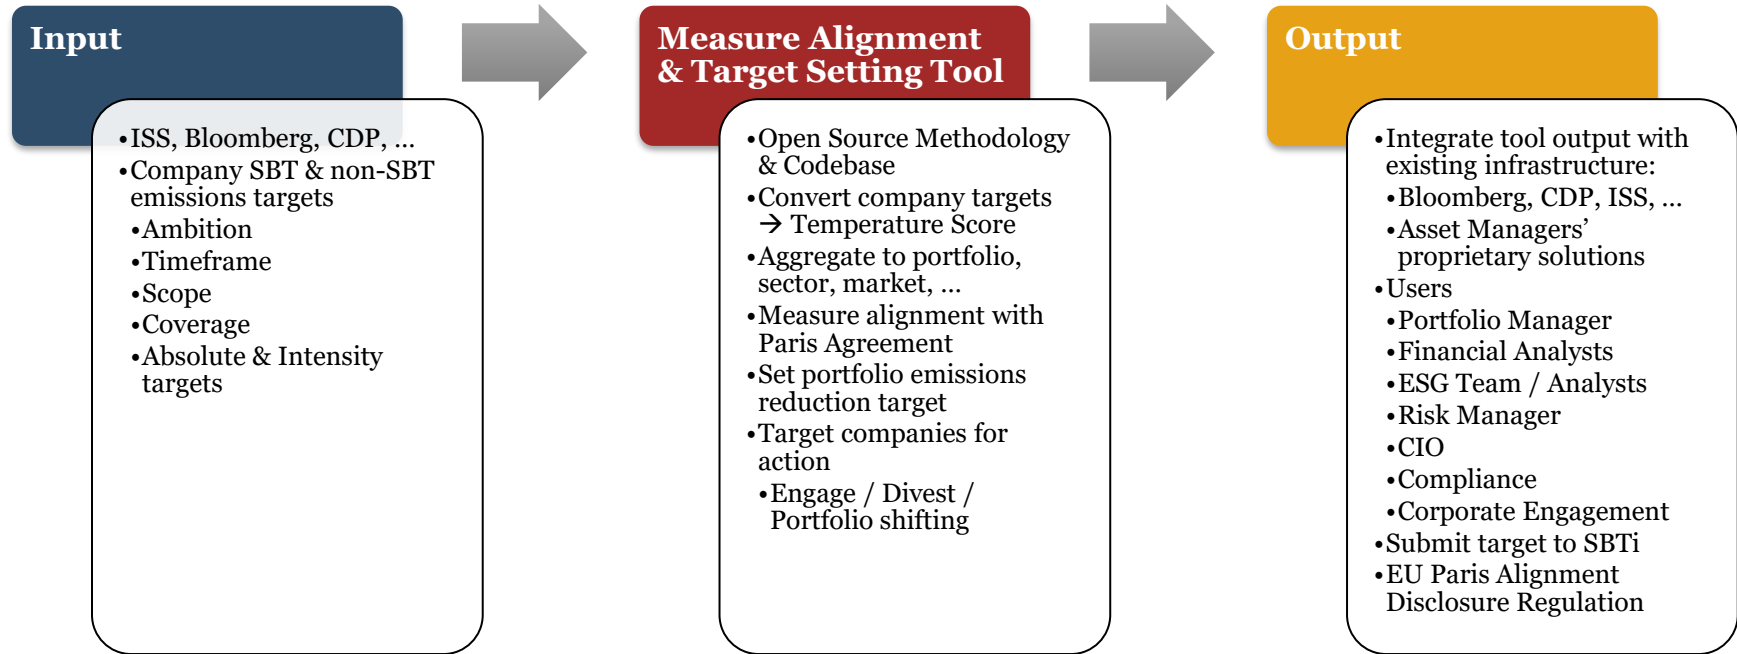 Input
•ISS, Bloomberg, CDP, ...
•Company SBT & non-SBT
emissions targets
•Ambition
•Timeframe
•Scope
•Coverage
•Absolute & Intensity
targets
Measure Alignment
& Target Setting Tool
•Open Source Methodology
& Codebase
•Convert company targets
→ Temperature Score
•Aggregate to portfolio,
sector, market, ...
•Measure alignment with
Paris Agreement
•Set portfolio emissions
reduction target
•Target companies for
action
•Engage / Divest /
Portfolio shifting
Output
•Integrate tool output with
existing infrastructure:
•Bloomberg, CDP, ISS, ...
•Asset Managers’
proprietary solutions
•Users
•Portfolio Manager
•Financial Analysts
•ESG Team / Analysts
•Risk Manager
•CIO
•Compliance
•Corporate Engagement
•Submit target to SBTi
•EU Paris Alignment
Disclosure Regulation